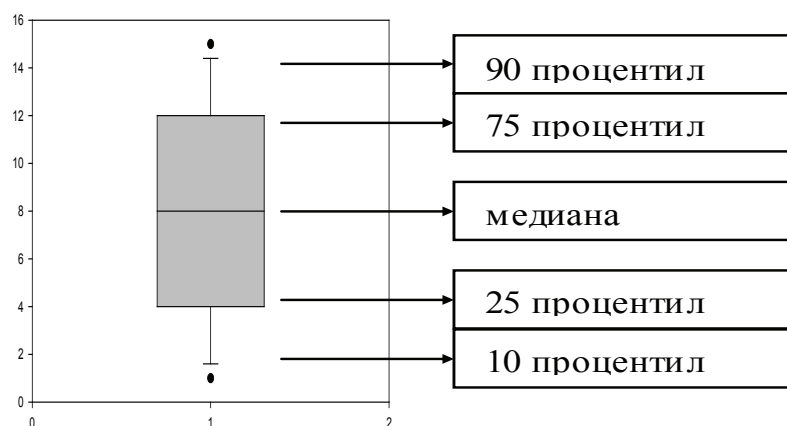 16
14
12
10
8
6
4
2
0
0 1 2
90 процентил
75 процентил
медиана
25 процентил
10 процентил